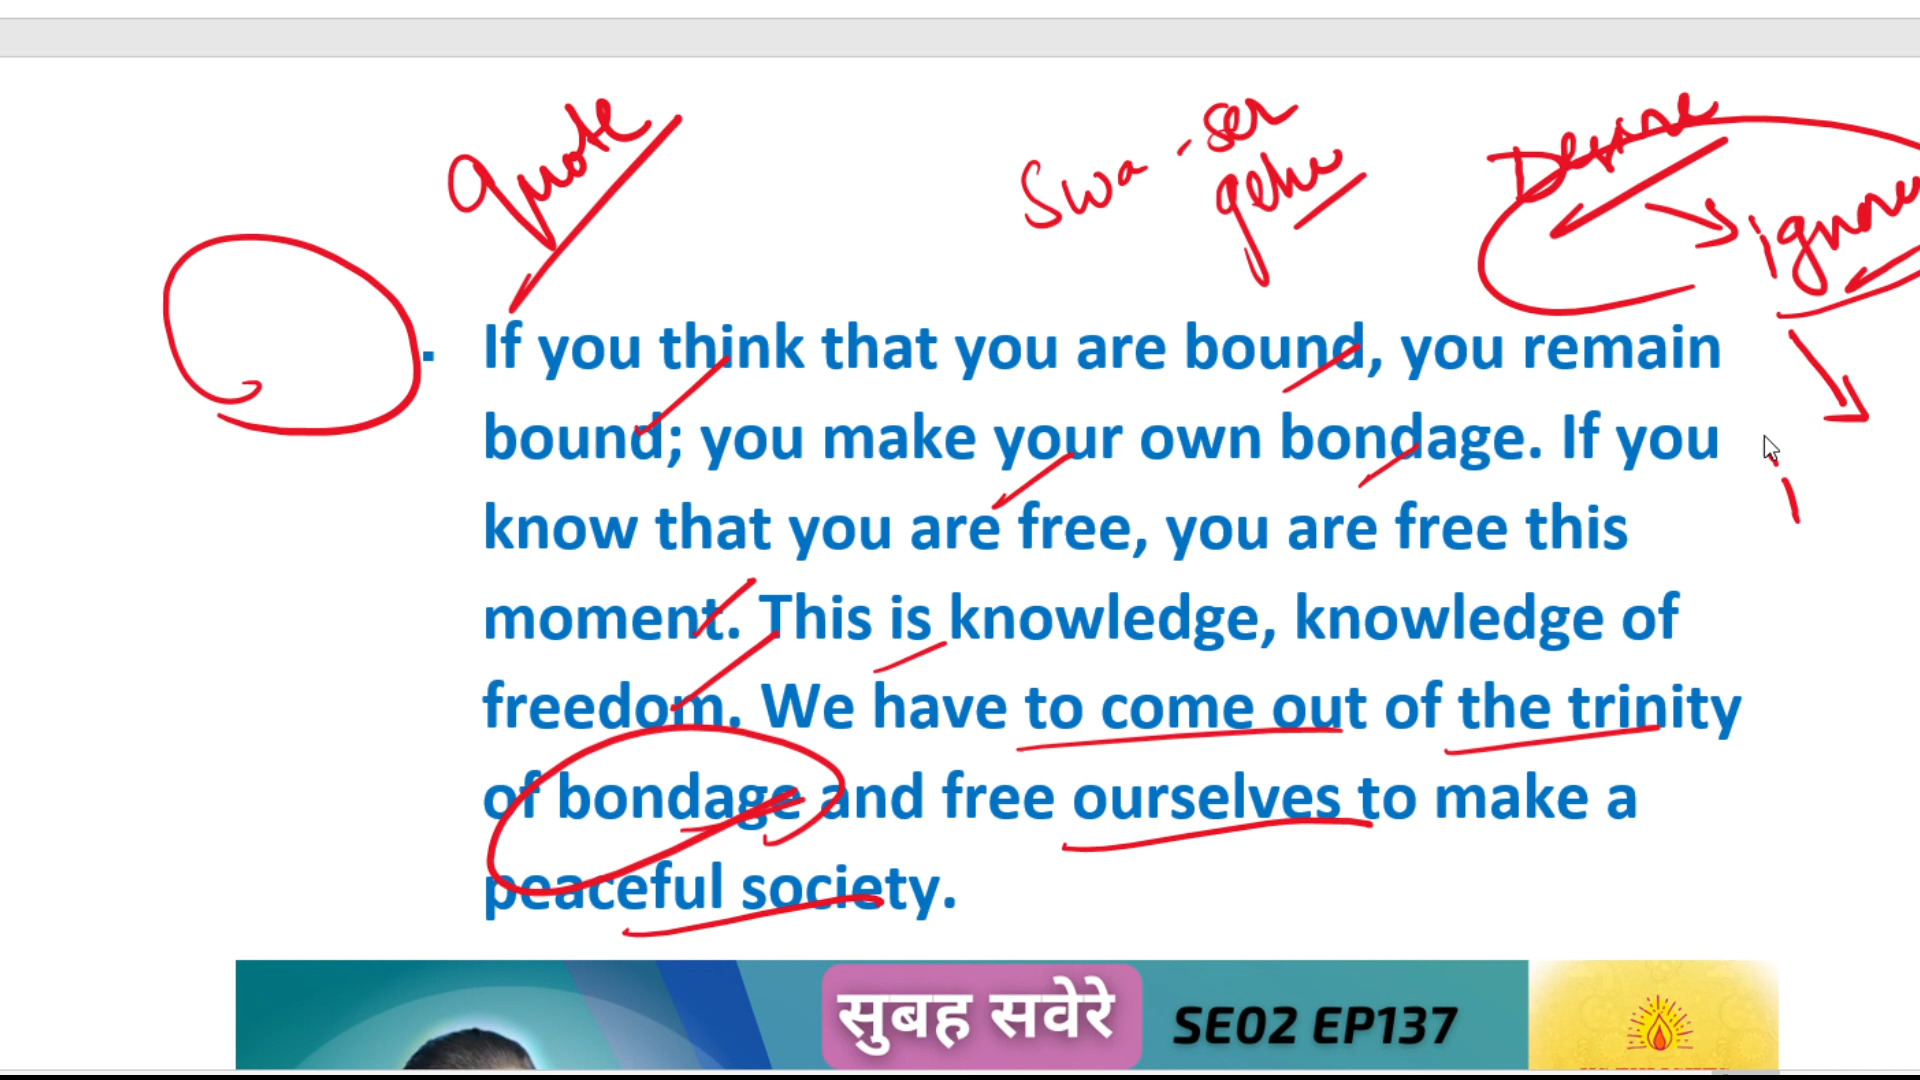 Quote
Swa - ser
gehu
Desire
If you think that you are bound, you remain
bound; you make your own bondage. If you
know that you are free, you are free this
moment. This is knowledge, knowledge of
freedom. We have to come out of the trinity
of bondage and free ourselves to make a
peaceful society.
सुबह सवेरे SE02 EP137